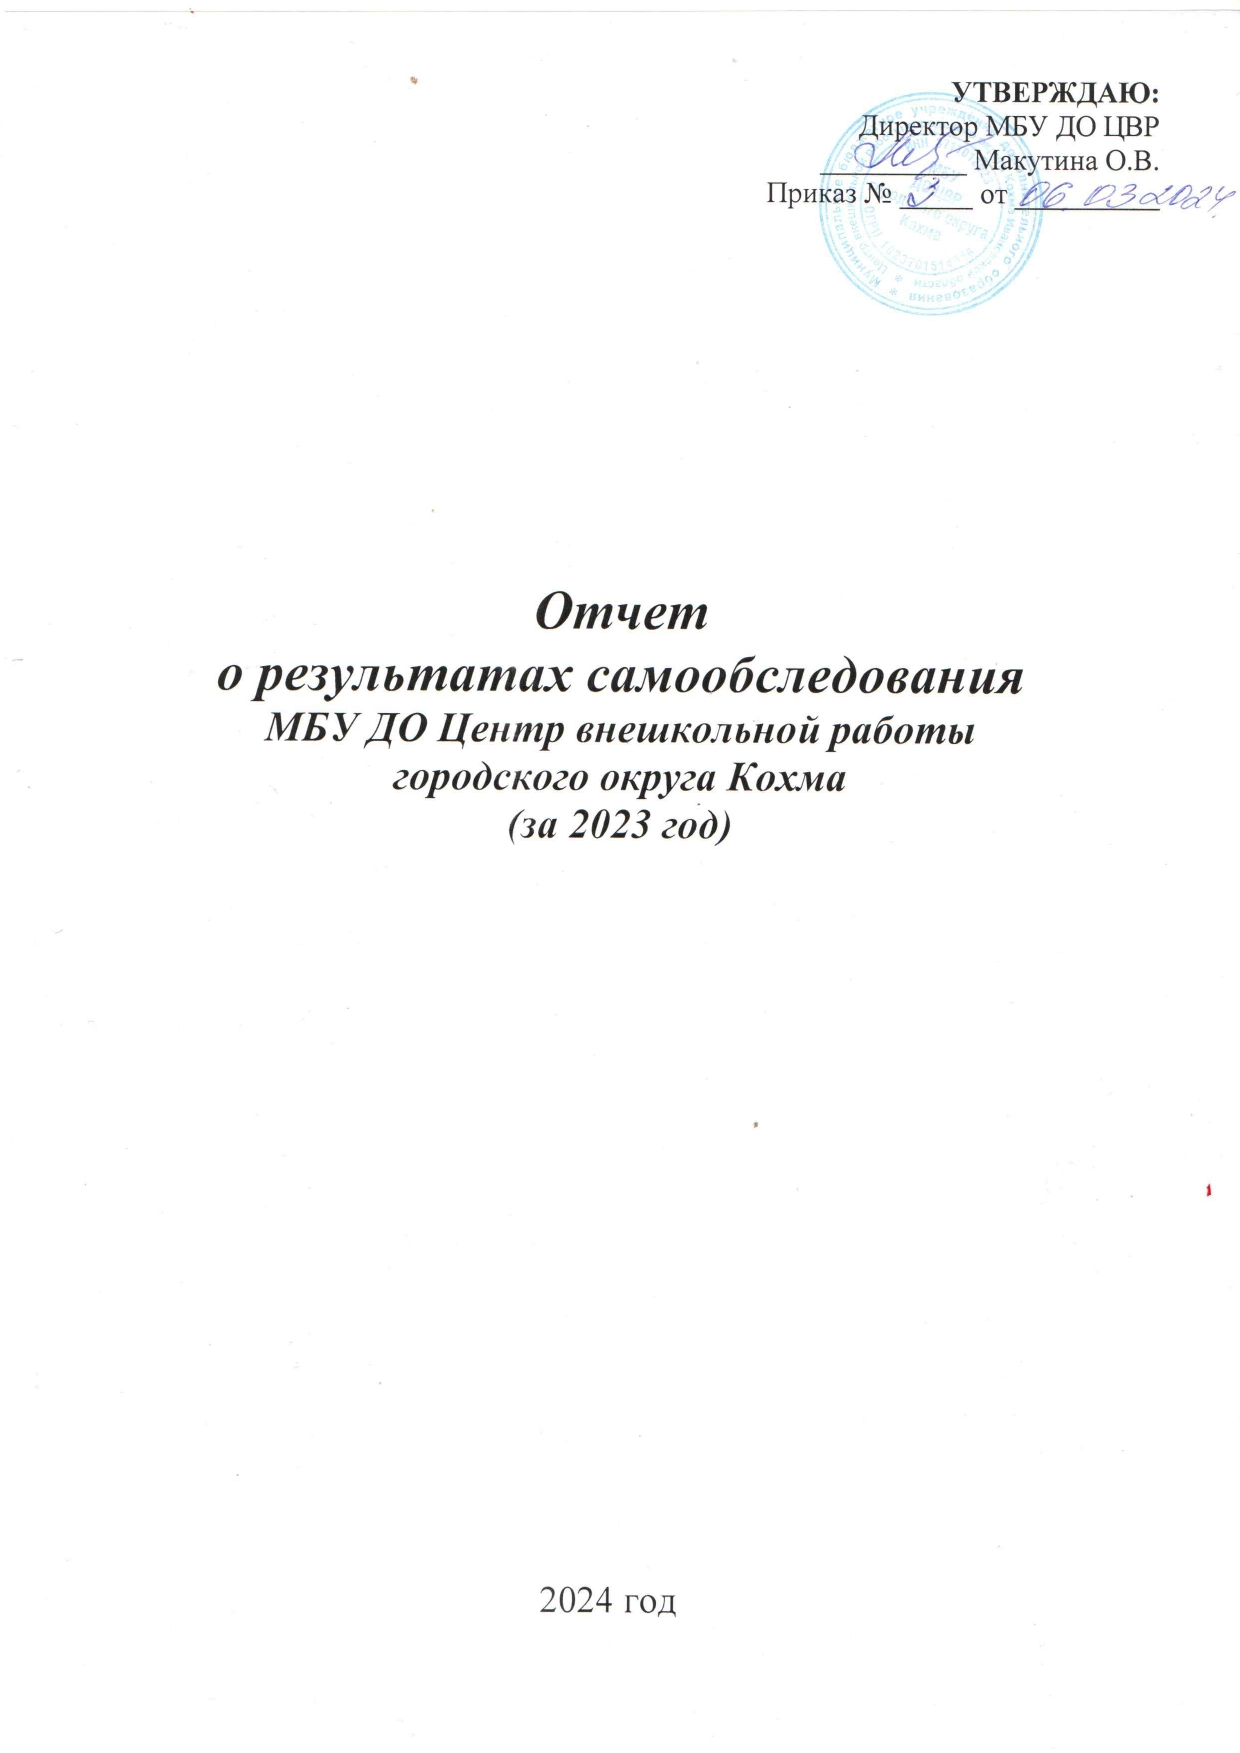 УТВЕРЖДАЮ:
Директор МБУ ДО ЦВР
Макутина О.В.
Приказ № 3 от 06 03 2024
Отчет
о результатах самообследования
МБУ ДО Центр внешкольной работы
городского округа Кохма
(за 2023 год)
2024 год